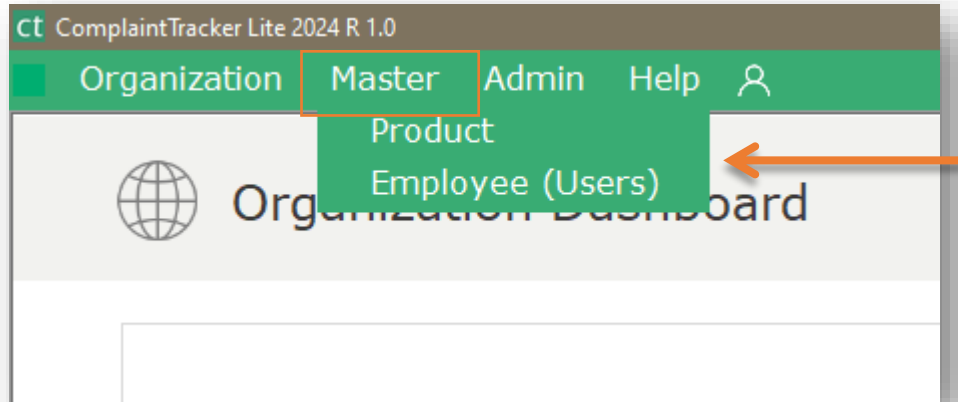 ct ComplaintTracker Lite 2024 R 1.0
Organization Master Admin Help
Product
Employee (Users)
Organization Dashboard